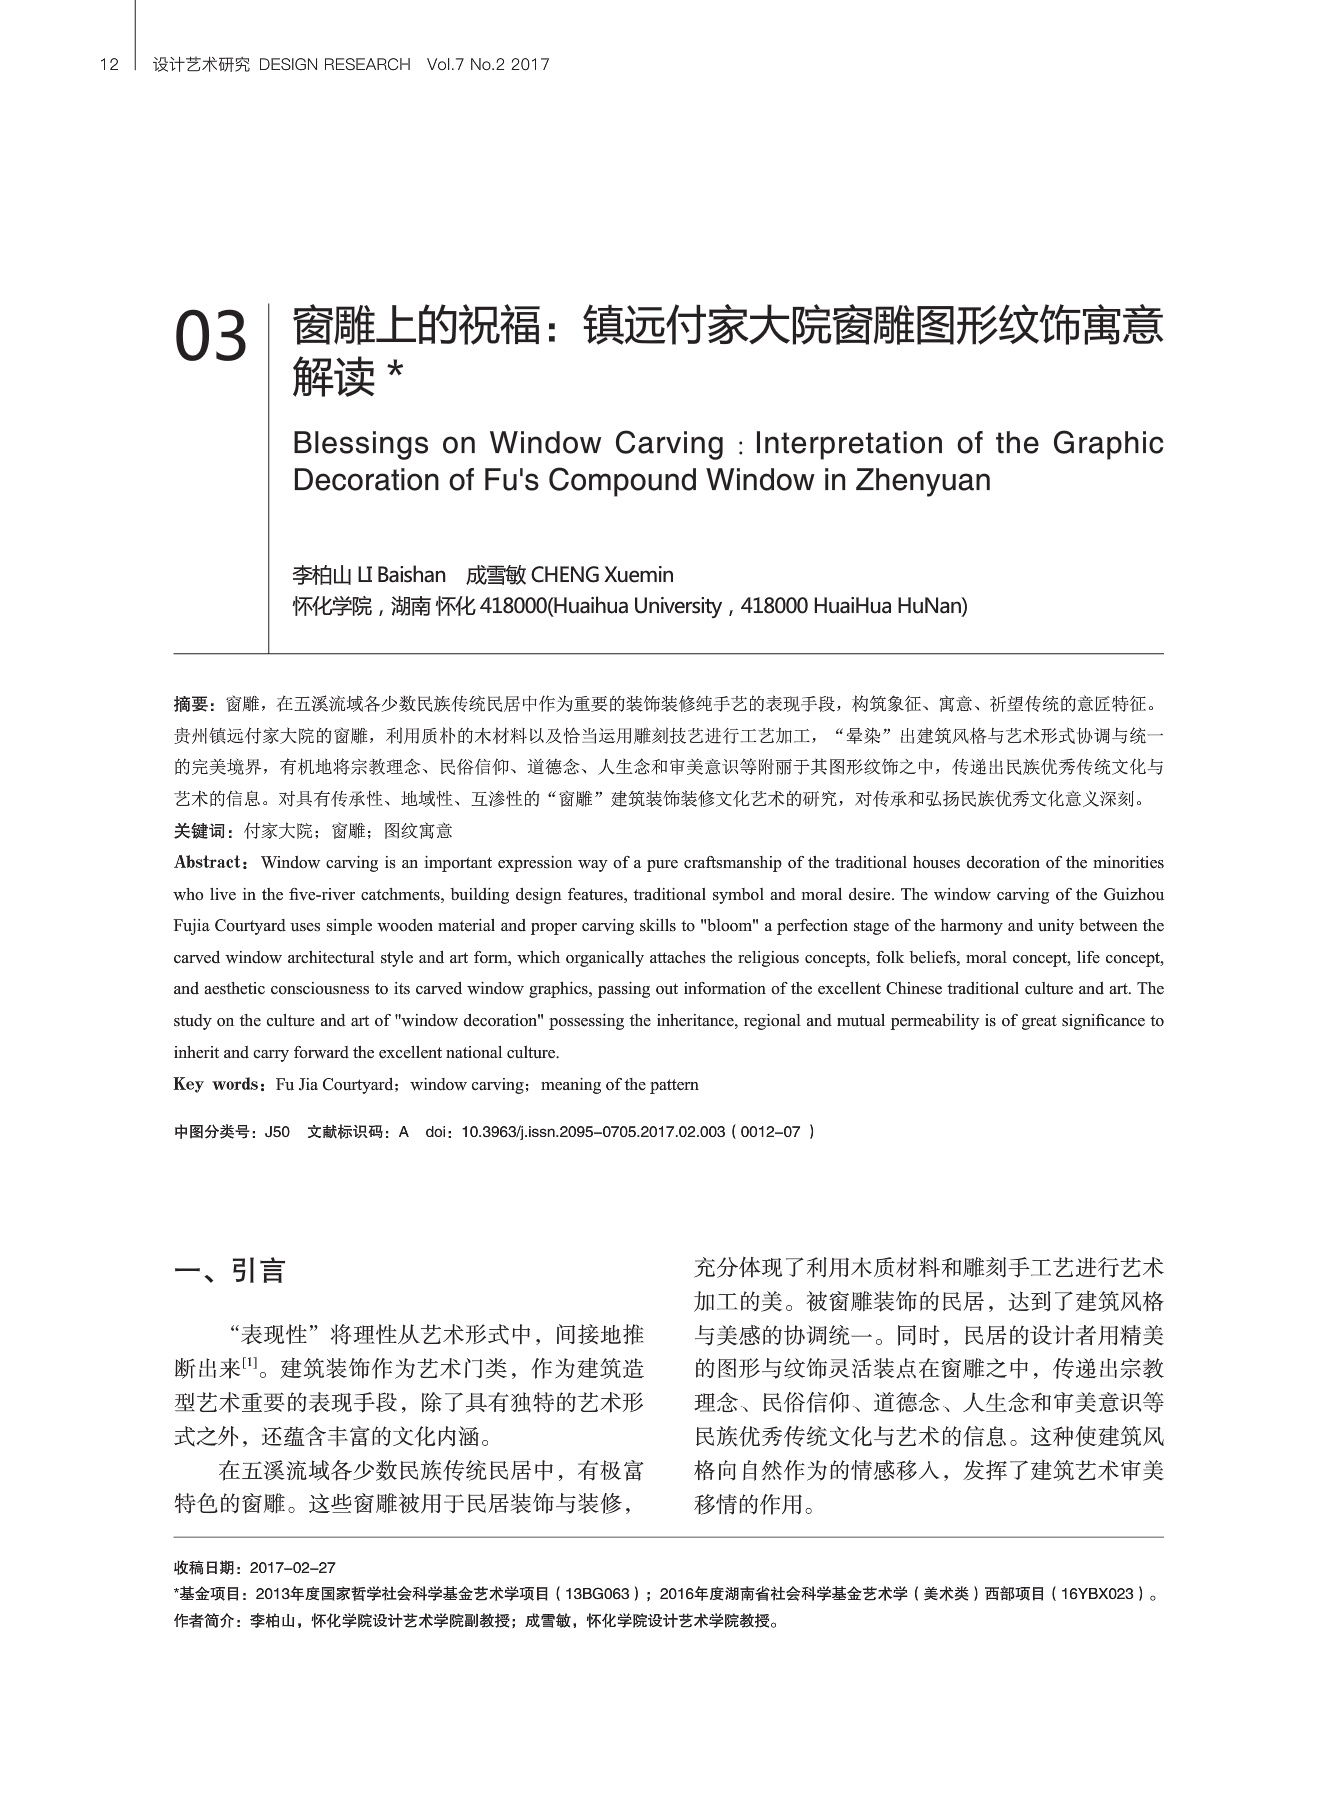 12 设计艺术研究 DESIGN RESEARCH Vol.7 No.2 2017
03
窗雕上的祝福：镇远付家大院窗雕图形纹饰寓意
解读 *
Blessings on Window Carving : Interpretation of the Graphic
Decoration of Fu's Compound Window in Zhenyuan
李柏山 LI Baishan 成雪敏 CHENG Xuemin
怀化学院，湖南 怀化 418000(Huaihua University，418000 HuaiHua HuNan)
摘要：窗雕，在五溪流域各少数民族传统民居中作为重要的装饰装修纯手艺的表现手段，构筑象征、寓意、祈望传统的意匠特征。
贵州镇远付家大院的窗雕，利用质朴的木材料以及恰当运用雕刻技艺进行工艺加工，“晕染”出建筑风格与艺术形式协调与统一
的完美境界，有机地将宗教理念、民俗信仰、道德念、人生念和审美意识等附丽于其图形纹饰之中，传递出民族优秀传统文化与
艺术的信息。对具有传承性、地域性、互渗性的“窗雕”建筑装饰装修文化艺术的研究，对传承和弘扬民族优秀文化意义深刻。
关键词：付家大院；窗雕；图纹寓意
Abstract：Window carving is an important expression way of a pure craftsmanship of the traditional houses decoration of the minorities
who live in the five-river catchments, building design features, traditional symbol and moral desire. The window carving of the Guizhou
Fujia Courtyard uses simple wooden material and proper carving skills to "bloom" a perfection stage of the harmony and unity between the
carved window architectural style and art form, which organically attaches the religious concepts, folk beliefs, moral concept, life concept,
and aesthetic consciousness to its carved window graphics, passing out information of the excellent Chinese traditional culture and art. The
study on the culture and art of "window decoration" possessing the inheritance, regional and mutual permeability is of great significance to
inherit and carry forward the excellent national culture.
Key words：Fu Jia Courtyard；window carving；meaning of the pattern
中图分类号：J50 文献标识码：A doi：10.3963/j.issn.2095-0705.2017.02.003（0012-07 ）
一、引言
“表现性”将理性从艺术形式中，间接地推
断出来[1]。建筑装饰作为艺术门类，作为建筑造
型艺术重要的表现手段，除了具有独特的艺术形
式之外，还蕴含丰富的文化内涵。
在五溪流域各少数民族传统民居中，有极富
特色的窗雕。这些窗雕被用于民居装饰与装修，
充分体现了利用木质材料和雕刻手工艺进行艺术
加工的美。被窗雕装饰的民居，达到了建筑风格
与美感的协调统一。同时，民居的设计者用精美
的图形与纹饰灵活装点在窗雕之中，传递出宗教
理念、民俗信仰、道德念、人生念和审美意识等
民族优秀传统文化与艺术的信息。这种使建筑风
格向自然作为的情感移入，发挥了建筑艺术审美
移情的作用。
收稿日期：2017-02-27
*基金项目：2013年度国家哲学社会科学基金艺术学项目（13BG063）；2016年度湖南省社会科学基金艺术学（美术类）西部项目（16YBX023）。
作者简介：李柏山，怀化学院设计艺术学院副教授；成雪敏，怀化学院设计艺术学院教授。